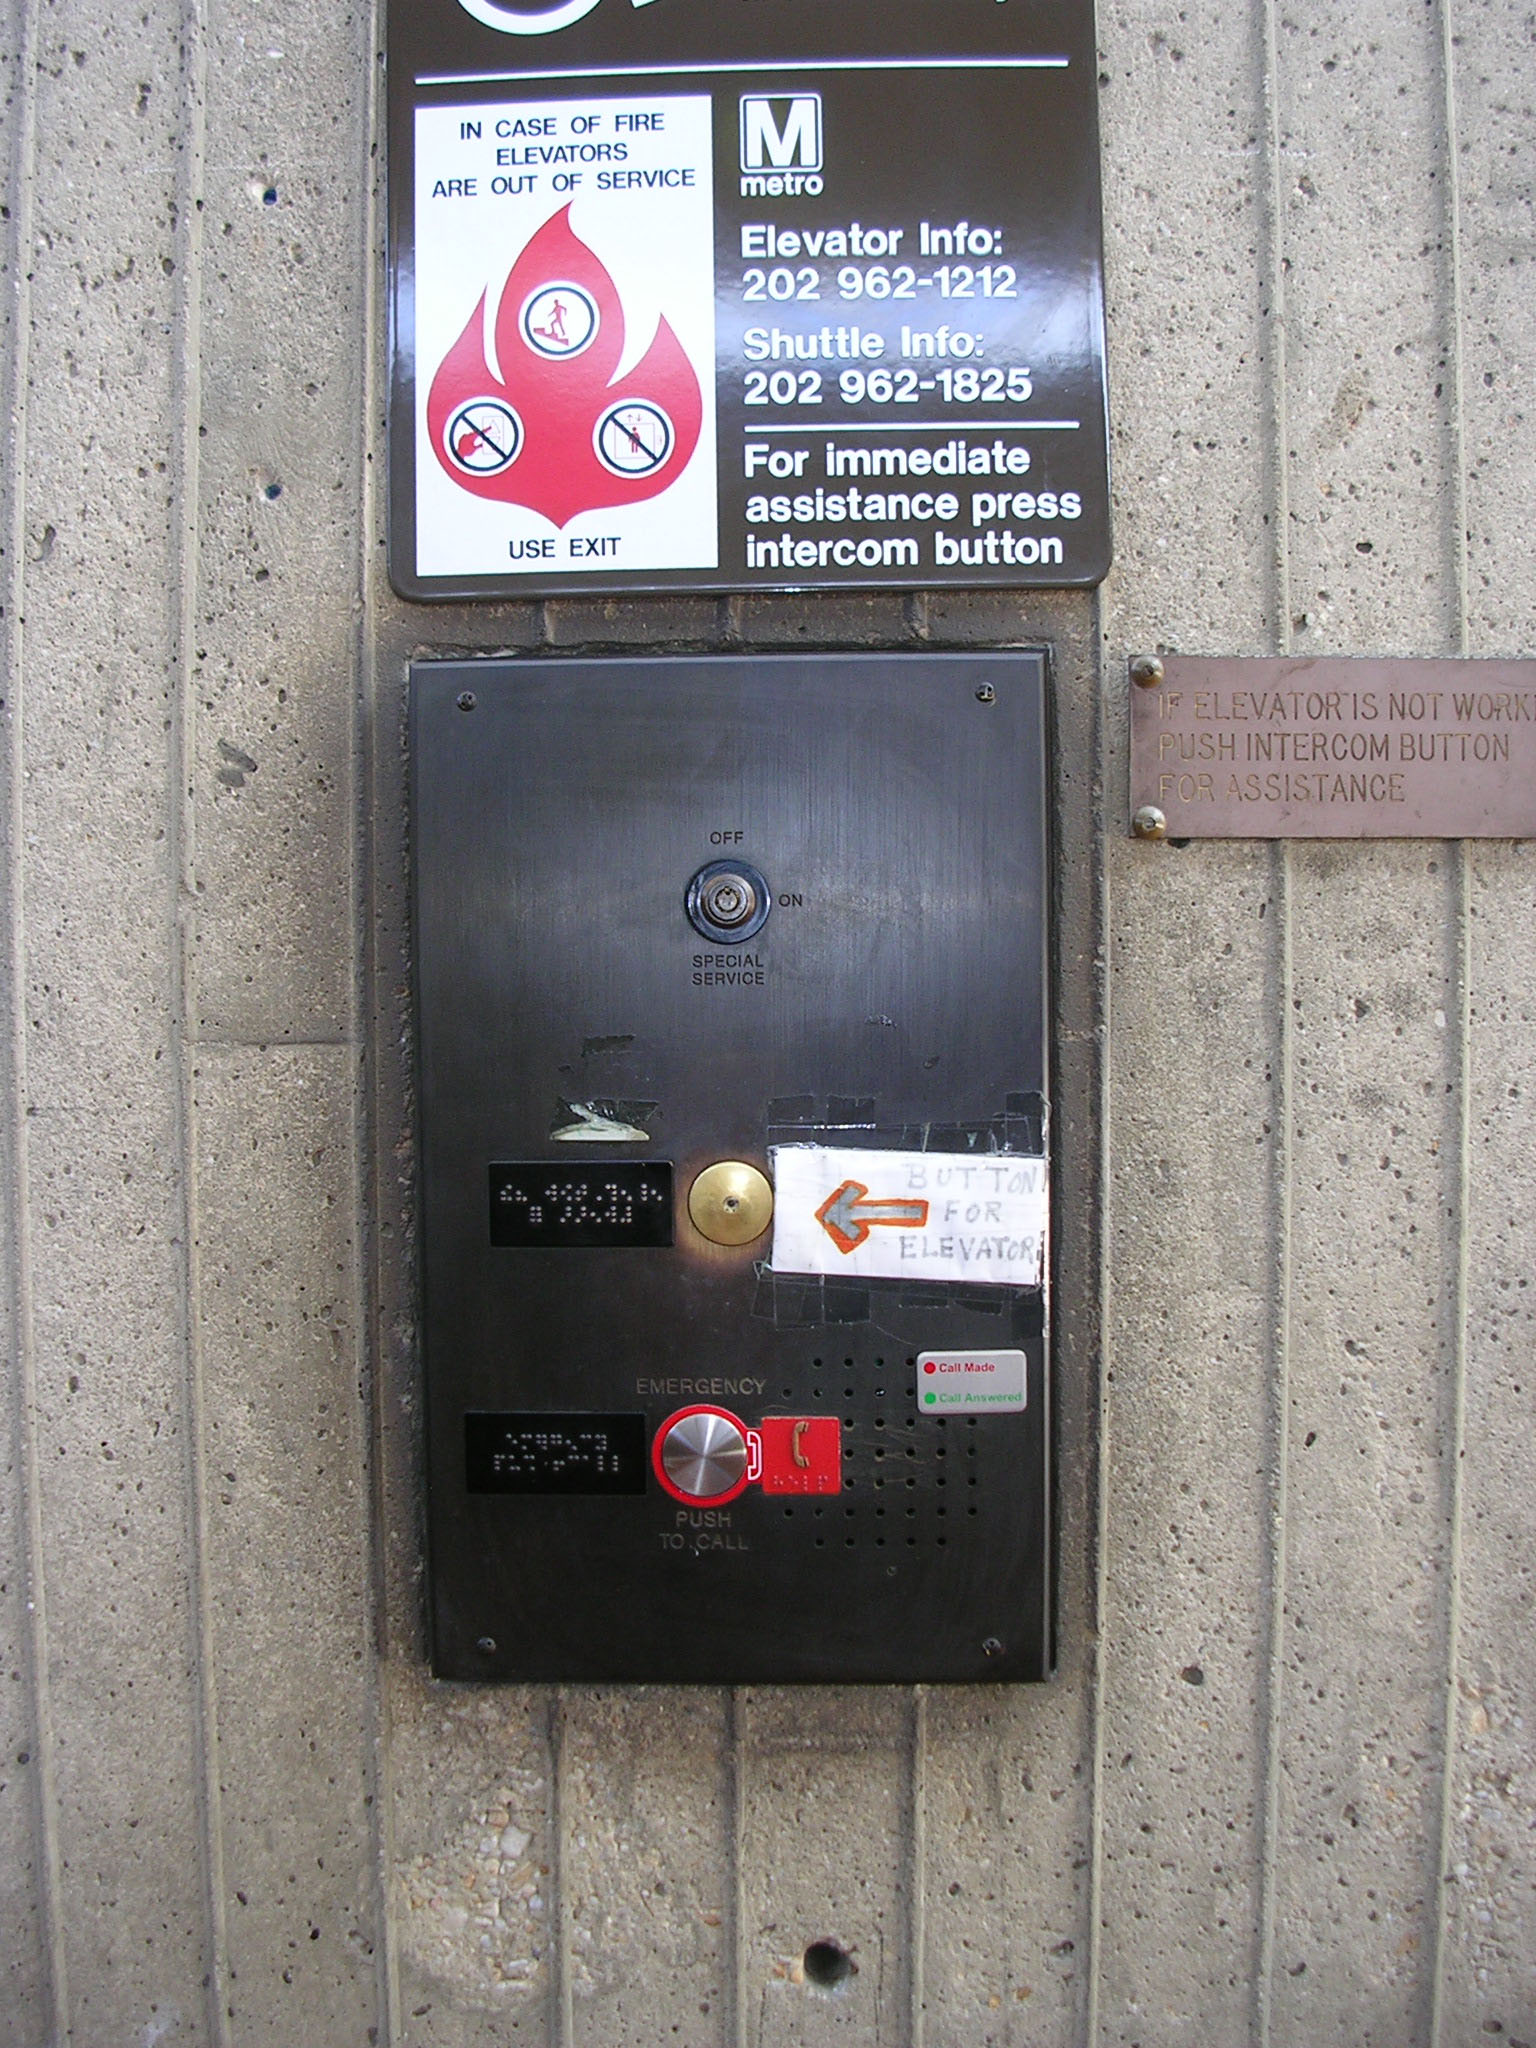 IN CASE OF FIRE
ELEVATORS
ARE OUT OF SERVICE
USE EXIT
M
metro
Elevator Info:
202 962-1212
Shuttle Info:
202 962-1825
For immediate
assistance press
intercom button
IF ELEVATOR IS NOT WORK
PUSH INTERCOM BUTTON
FOR ASSISTANCE
OFF
ON
SPECIAL
SERVICE
BUTTON
FOR
ELEVATOR
Call Made
Call Answered
EMERGENCY
PUSH
TO CALL